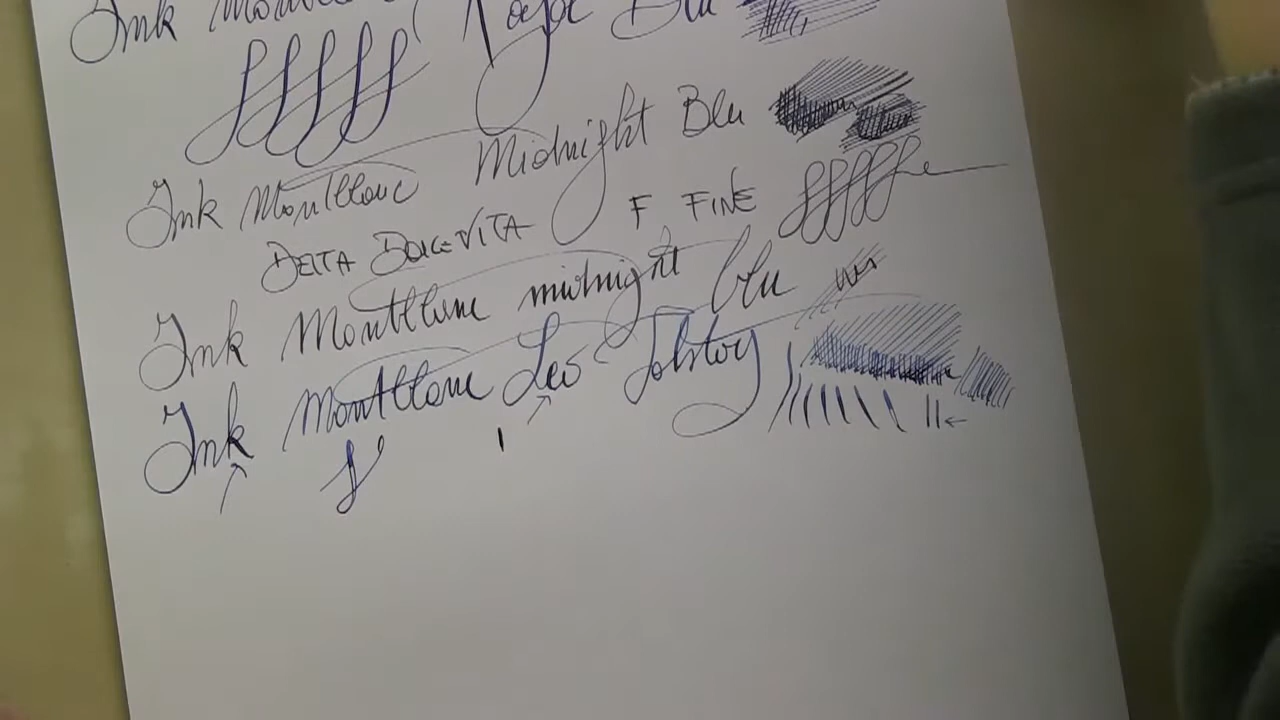 Ink Montblanc Royal Blu
Ink Montblanc Midnight Blu
DELTA DOLCEVITA F FINE
Ink Montblanc midnight blu
Ink Montblanc Leo Tolstoy